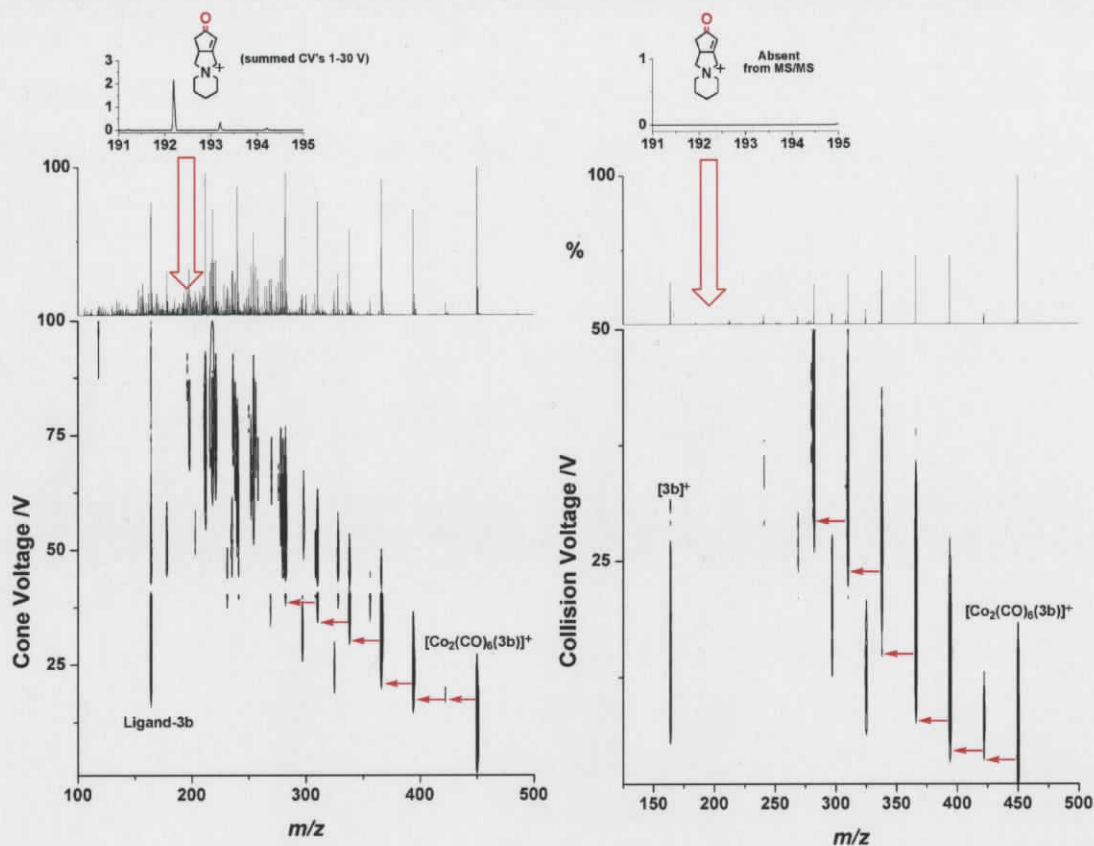 O
N
+
(summed CV's 1-30 V)
3
2
1
0
191 192 193 194 195
100
100
75
50
25
Cone Voltage /V
Ligand-3b
[Co₂(CO)₆(3b)]⁺
100 200 300 400 500
m/z
O
N
+
Absent
from MS/MS
1
0
191 192 193 194 195
100
%
50
25
Collision Voltage /V
[3b]⁺
[Co₂(CO)₆(3b)]⁺
150 200 250 300 350 400 450 500
m/z